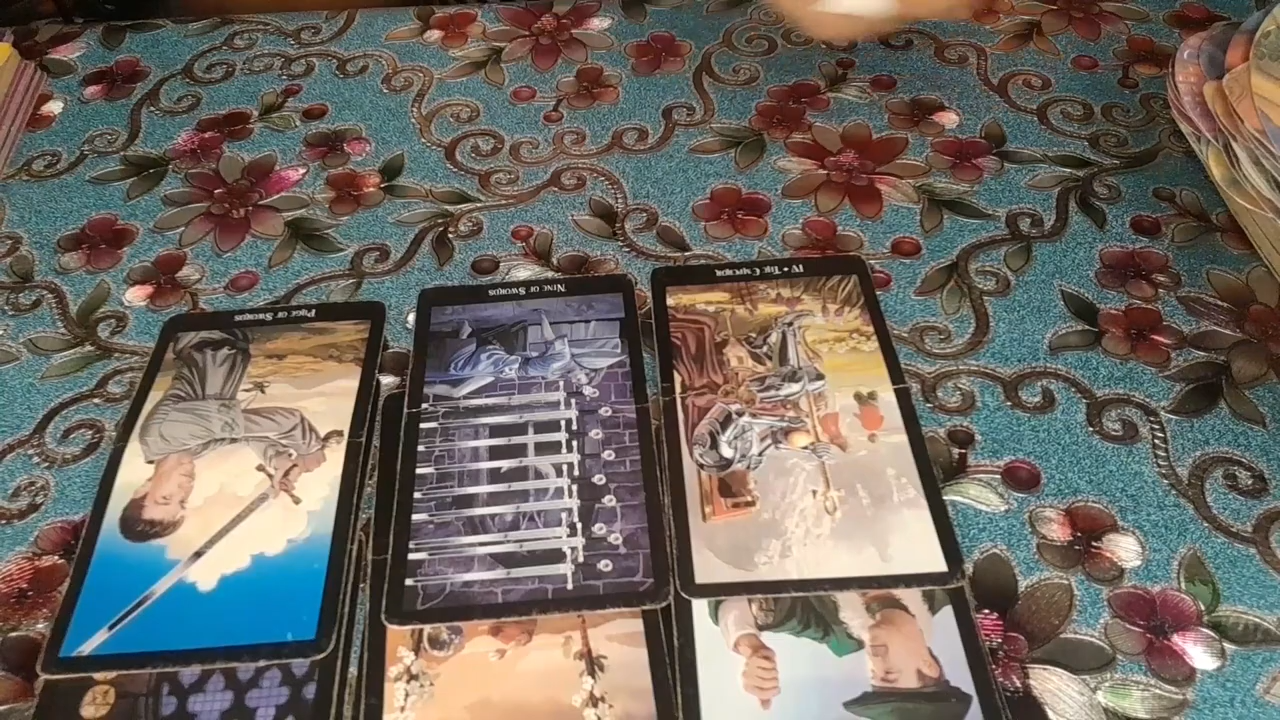 PAGE OF SWORDS
NINE OF SWORDS
IV • THE EMPEROR